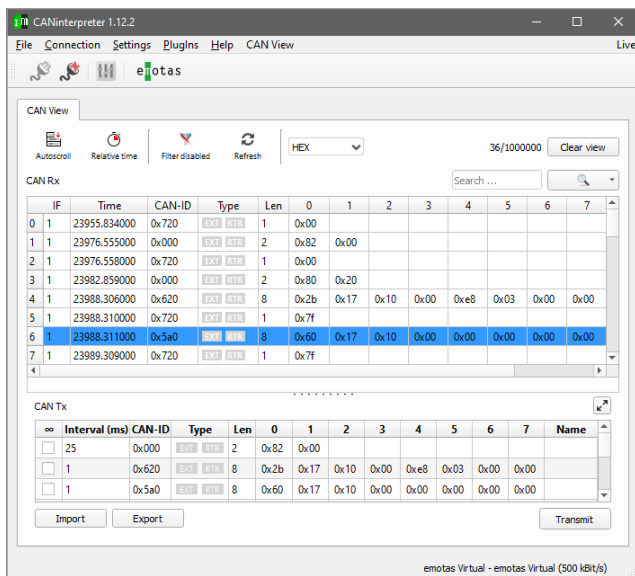 CANinterpreter 1.12.2
File Connection Settings PlugIns Help CAN View Live
emotas
CAN View
Autoscroll Relative time Filter disabled Refresh HEX 36/1000000 Clear view
CAN Rx Search ...
IF Time CAN-ID Type Len 0 1 2 3 4 5 6 7
0 1 23955.834000 0x720 EXT RTR 1 0x00
1 1 23976.555000 0x000 EXT RTR 2 0x82 0x00
2 1 23976.558000 0x720 EXT RTR 1 0x00
3 1 23982.859000 0x000 EXT RTR 2 0x80 0x20
4 1 23988.306000 0x620 EXT RTR 8 0x2b 0x17 0x10 0x00 0xe8 0x03 0x00 0x00
5 1 23988.310000 0x720 EXT RTR 1 0x7f
6 1 23988.311000 0x5a0 EXT RTR 8 0x60 0x17 0x10 0x00 0x00 0x00 0x00 0x00
7 1 23989.309000 0x720 EXT RTR 1 0x7f
CAN Tx
∞ Interval (ms) CAN-ID Type Len 0 1 2 3 4 5 6 7 Name
25 0x000 EXT RTR 2 0x82 0x00
1 0x620 EXT RTR 8 0x2b 0x17 0x10 0x00 0xe8 0x03 0x00 0x00
1 0x5a0 EXT RTR 8 0x60 0x17 0x10 0x00 0x00 0x00 0x00 0x00
Import Export Transmit
emotas Virtual - emotas Virtual (500 kBit/s)